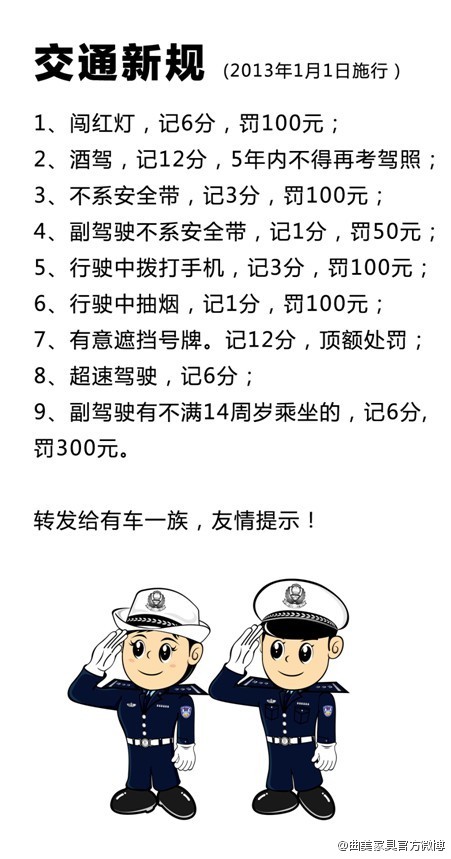 交通新规 (2013年1月1日施行)
1、闯红灯，记6分，罚100元；
2、酒驾，记12分，5年内不得再考驾照；
3、不系安全带，记3分，罚100元；
4、副驾驶不系安全带，记1分，罚50元；
5、行驶中拨打手机，记3分，罚100元；
6、行驶中抽烟，记1分，罚100元；
7、有意遮挡号牌。记12分，顶额处罚；
8、超速驾驶，记6分；
9、副驾驶有不满14周岁乘坐的，记6分,
罚300元。
转发给有车一族，友情提示！
@曲美家具官方微博